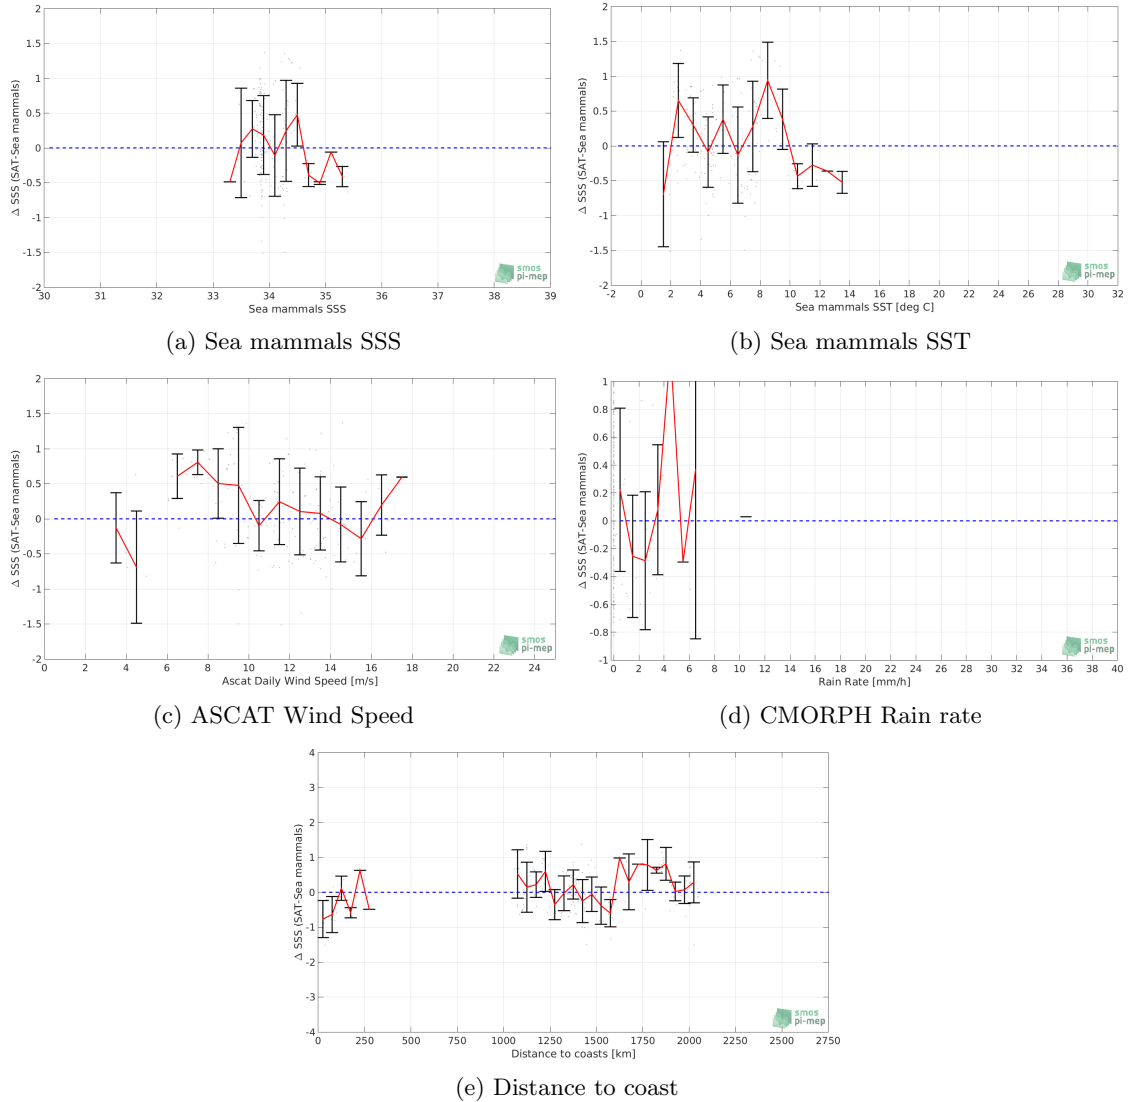 2
1.5
1
0.5
0
-0.5
-1
-1.5
-2
Δ SSS (SAT-Sea mammals)
30 31 32 33 34 35 36 37 38 39
Sea mammals SSS
smos
pi-mep
(a) Sea mammals SSS
2
1.5
1
0.5
0
-0.5
-1
-1.5
-2
Δ SSS (SAT-Sea mammals)
-2 0 2 4 6 8 10 12 14 16 18 20 22 24 26 28 30 32
Sea mammals SST [deg C]
smos
pi-mep
(b) Sea mammals SST
2
1.5
1
0.5
0
-0.5
-1
-1.5
-2
Δ SSS (SAT-Sea mammals)
0 2 4 6 8 10 12 14 16 18 20 22 24
Ascat Daily Wind Speed [m/s]
smos
pi-mep
(c) ASCAT Wind Speed
1
0.8
0.6
0.4
0.2
0
-0.2
-0.4
-0.6
-0.8
-1
Δ SSS (SAT-Sea mammals)
0 2 4 6 8 10 12 14 16 18 20 22 24 26 28 30 32 34 36 38 40
Rain Rate [mm/h]
smos
pi-mep
(d) CMORPH Rain rate
4
3
2
1
0
-1
-2
-3
-4
Δ SSS (SAT-Sea mammals)
0 250 500 750 1000 1250 1500 1750 2000 2250 2500 2750
Distance to coasts [km]
smos
pi-mep
(e) Distance to coast